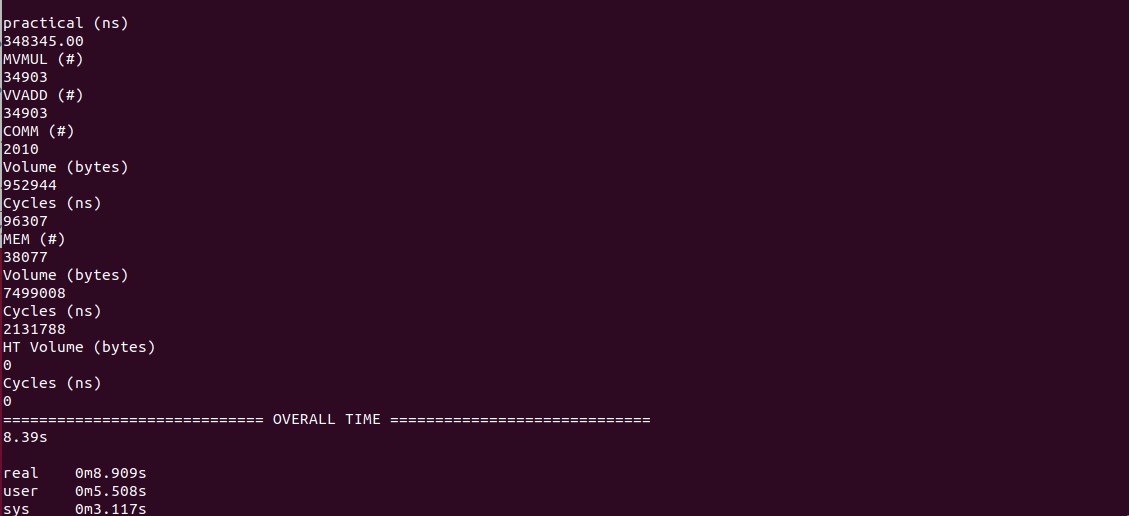 practical (ns)
348345.00
MVMUL (#)
34903
VVADD (#)
34903
COMM (#)
2010
Volume (bytes)
952944
Cycles (ns)
96307
MEM (#)
38077
Volume (bytes)
7499008
Cycles (ns)
2131788
HT Volume (bytes)
0
Cycles (ns)
0
============================= OVERALL TIME =============================
8.39s
real    0m8.909s
user    0m5.508s
sys     0m3.117s